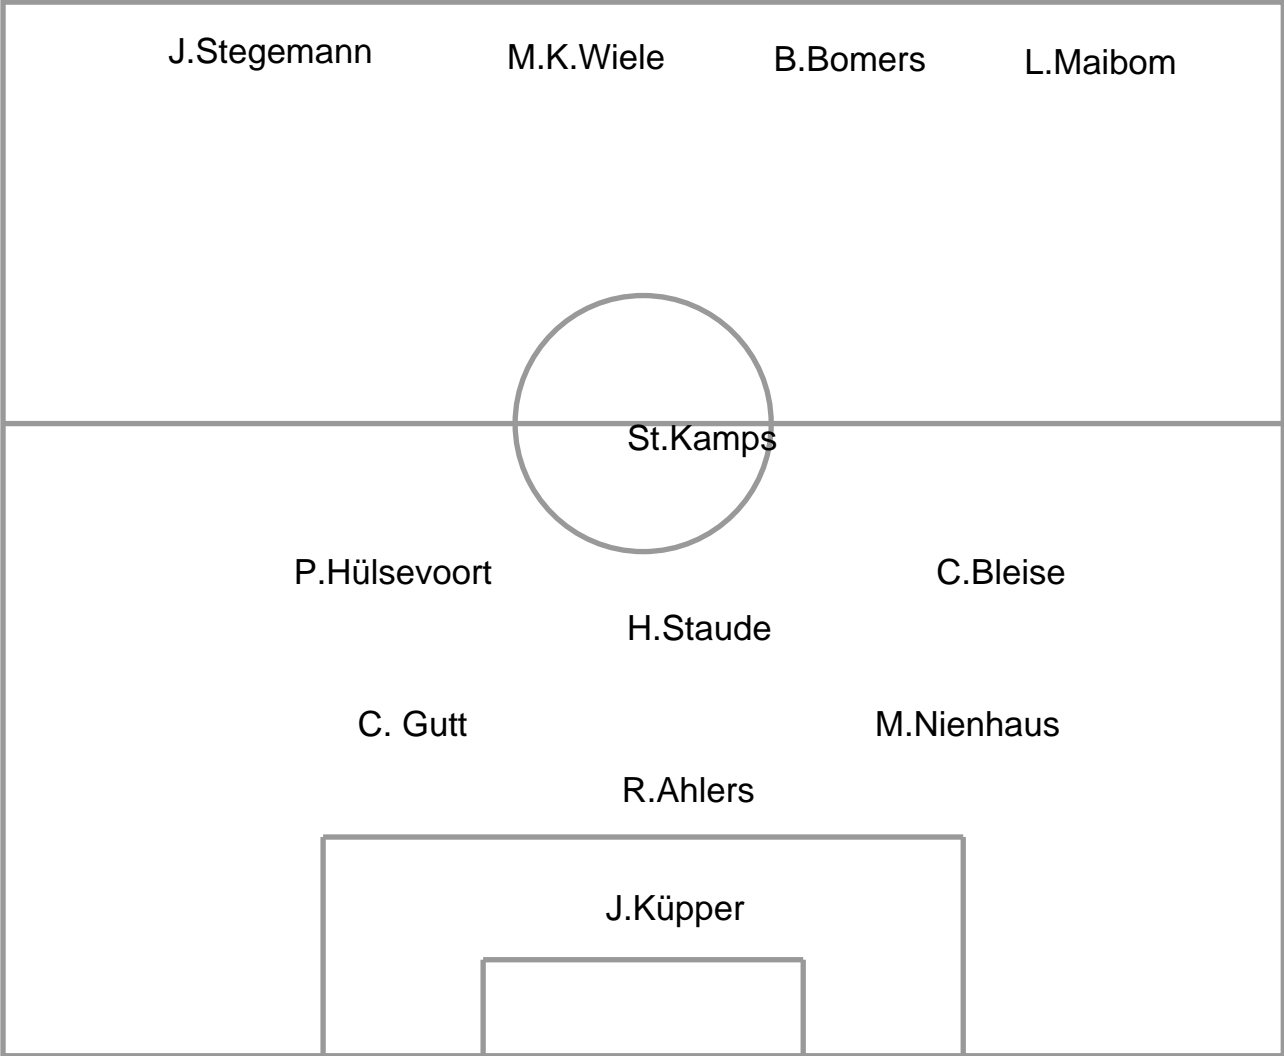 J.Stegemann
M.K.Wiele
B.Bomers
L.Maibom
St.Kamps
P.Hülsevoort
C.Bleise
H.Staude
C. Gutt
M.Nienhaus
R.Ahlers
J.Küpper